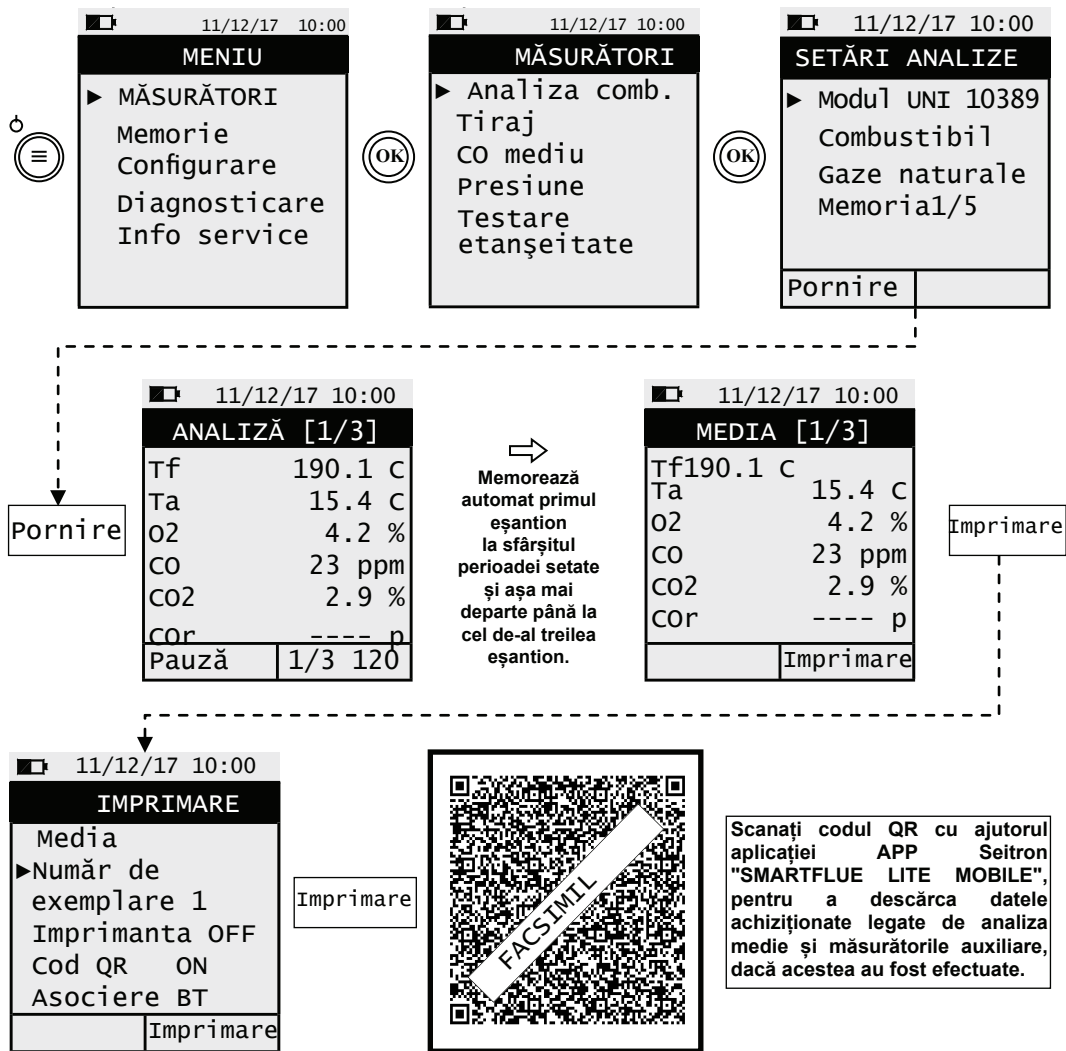 11/12/17 10:00
MENIU
► MĂSURĂTORI
Memorie
Configurare
Diagnosticare
Info service
OK
11/12/17 10:00
MĂSURĂTORI
► Analiza comb.
Tiraj
CO mediu
Presiune
Testare
etanşeitate
OK
11/12/17 10:00
SETĂRI ANALIZE
► Modul UNI 10389
Combustibil
Gaze naturale
Memoria1/5
Pornire
Pornire
11/12/17 10:00
ANALIZĂ [1/3]
Tf 190.1 C
Ta 15.4 C
O2 4.2 %
CO 23 ppm
CO2 2.9 %
COr ---- p
Pauză 1/3 120
Memorează
automat primul
eșantion
la sfârșitul
perioadei setate
și așa mai
departe până la
cel de-al treilea
eșantion.
11/12/17 10:00
MEDIA [1/3]
Tf190.1 C
Ta 15.4 C
O2 4.2 %
CO 23 ppm
CO2 2.9 %
COr ---- p
Imprimare
Imprimare
11/12/17 10:00
IMPRIMARE
Media
►Număr de
exemplare 1
Imprimanta OFF
Cod QR ON
Asociere BT
Imprimare
Imprimare
FACSIMIL
Scanați codul QR cu ajutorul
aplicației APP Seitron
"SMARTFLUE LITE MOBILE",
pentru a descărca datele
achiziționate legate de analiza
medie și măsurătorile auxiliare,
dacă acestea au fost efectuate.